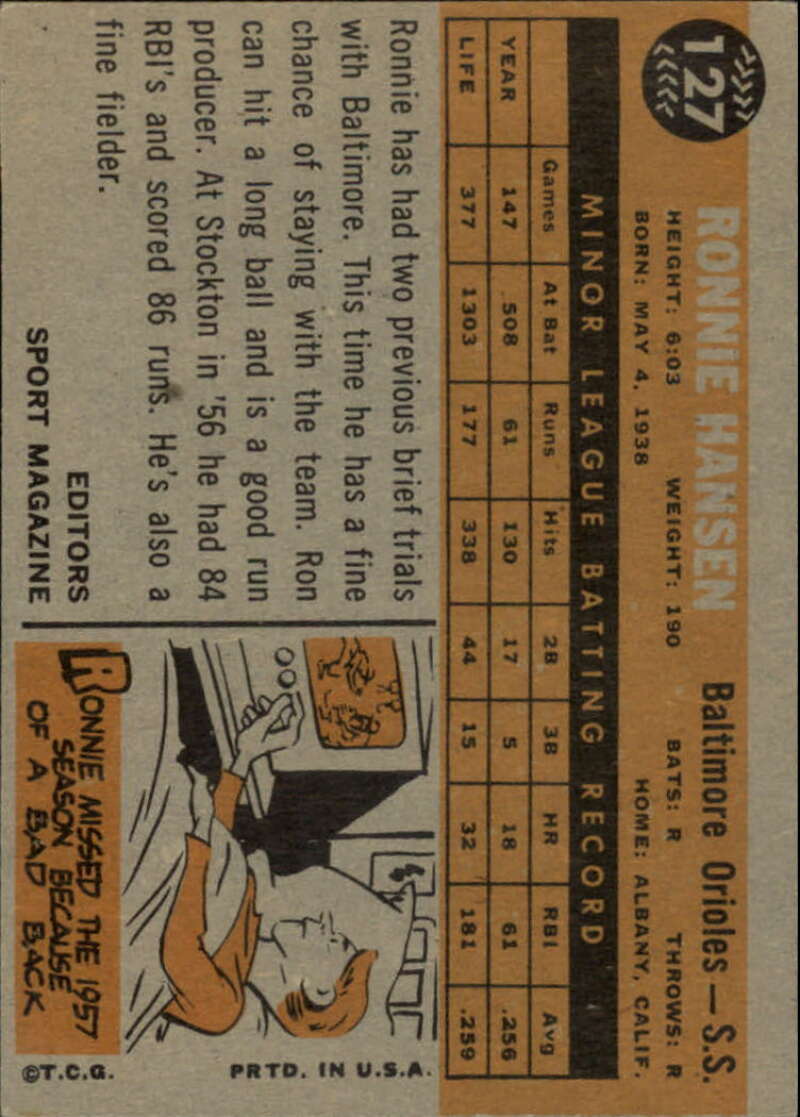 127
RONNIE HANSEN Baltimore Orioles—S.S.
HEIGHT: 6:03 WEIGHT: 190 BATS: R THROWS: R
BORN: MAY 4, 1938 HOME: ALBANY, CALIF.
MINOR LEAGUE BATTING RECORD
Games At Bat Runs Hits 2B 3B HR RBI Avg
YEAR 147 508 61 130 17 5 18 61 .256
LIFE 377 1303 177 338 44 15 32 181 .259
Ronnie has had two previous brief trials
with Baltimore. This time he has a fine
chance of staying with the team. Ron
can hit a long ball and is a good run
producer. At Stockton in '56 he had 84
RBI's and scored 86 runs. He's also a
fine fielder.
EDITORS
SPORT MAGAZINE
RONNIE MISSED THE 1957
SEASON BECAUSE
OF A BAD BACK
PRTD. IN U.S.A.
©T.C.G.